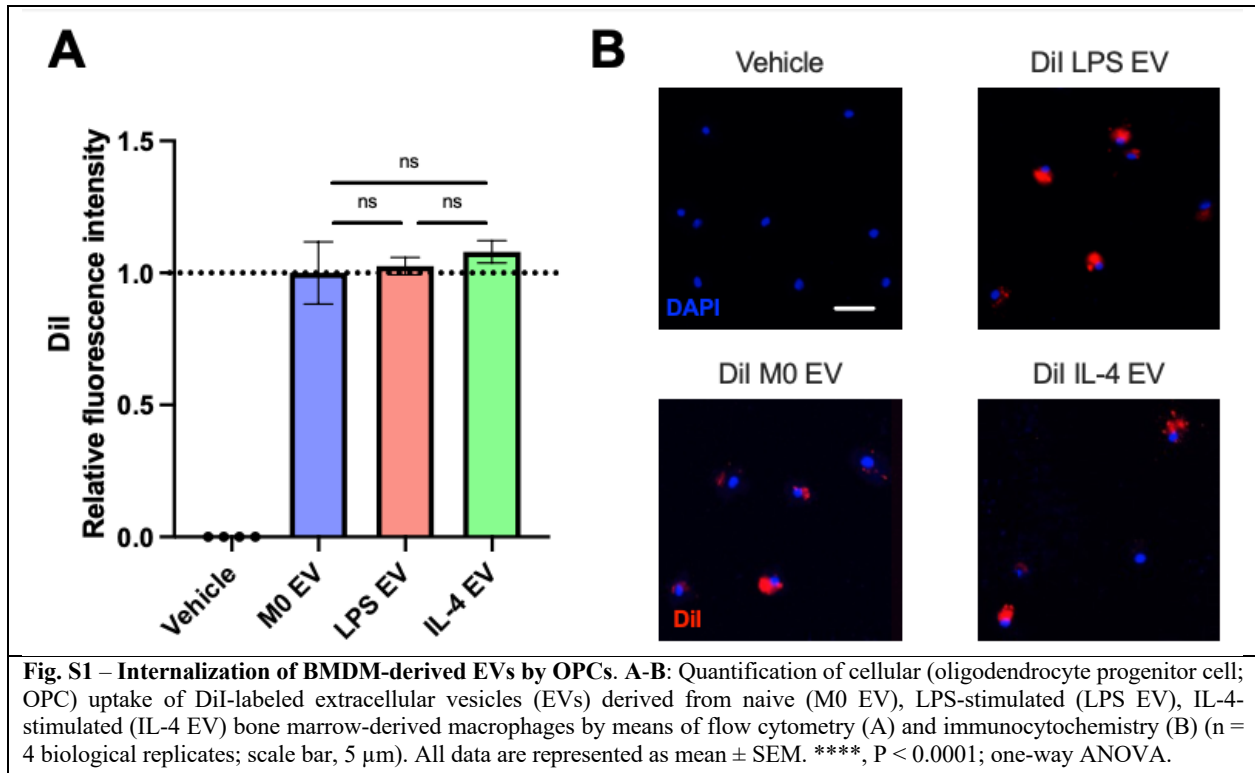 A
DiI
Relative fluorescence intensity
1.5
1.0
0.5
0.0
ns
ns
ns
Vehicle
M0 EV
LPS EV
IL-4 EV
B
Vehicle
DiI LPS EV
DAPI
DiI M0 EV
DiI IL-4 EV
DiI
Fig. S1 – Internalization of BMDM-derived EVs by OPCs. A-B: Quantification of cellular (oligodendrocyte progenitor cell;
OPC) uptake of DiI-labeled extracellular vesicles (EVs) derived from naive (M0 EV), LPS-stimulated (LPS EV), IL-4-
stimulated (IL-4 EV) bone marrow-derived macrophages by means of flow cytometry (A) and immunocytochemistry (B) (n =
4 biological replicates; scale bar, 5 µm). All data are represented as mean ± SEM. ****, P < 0.0001; one-way ANOVA.